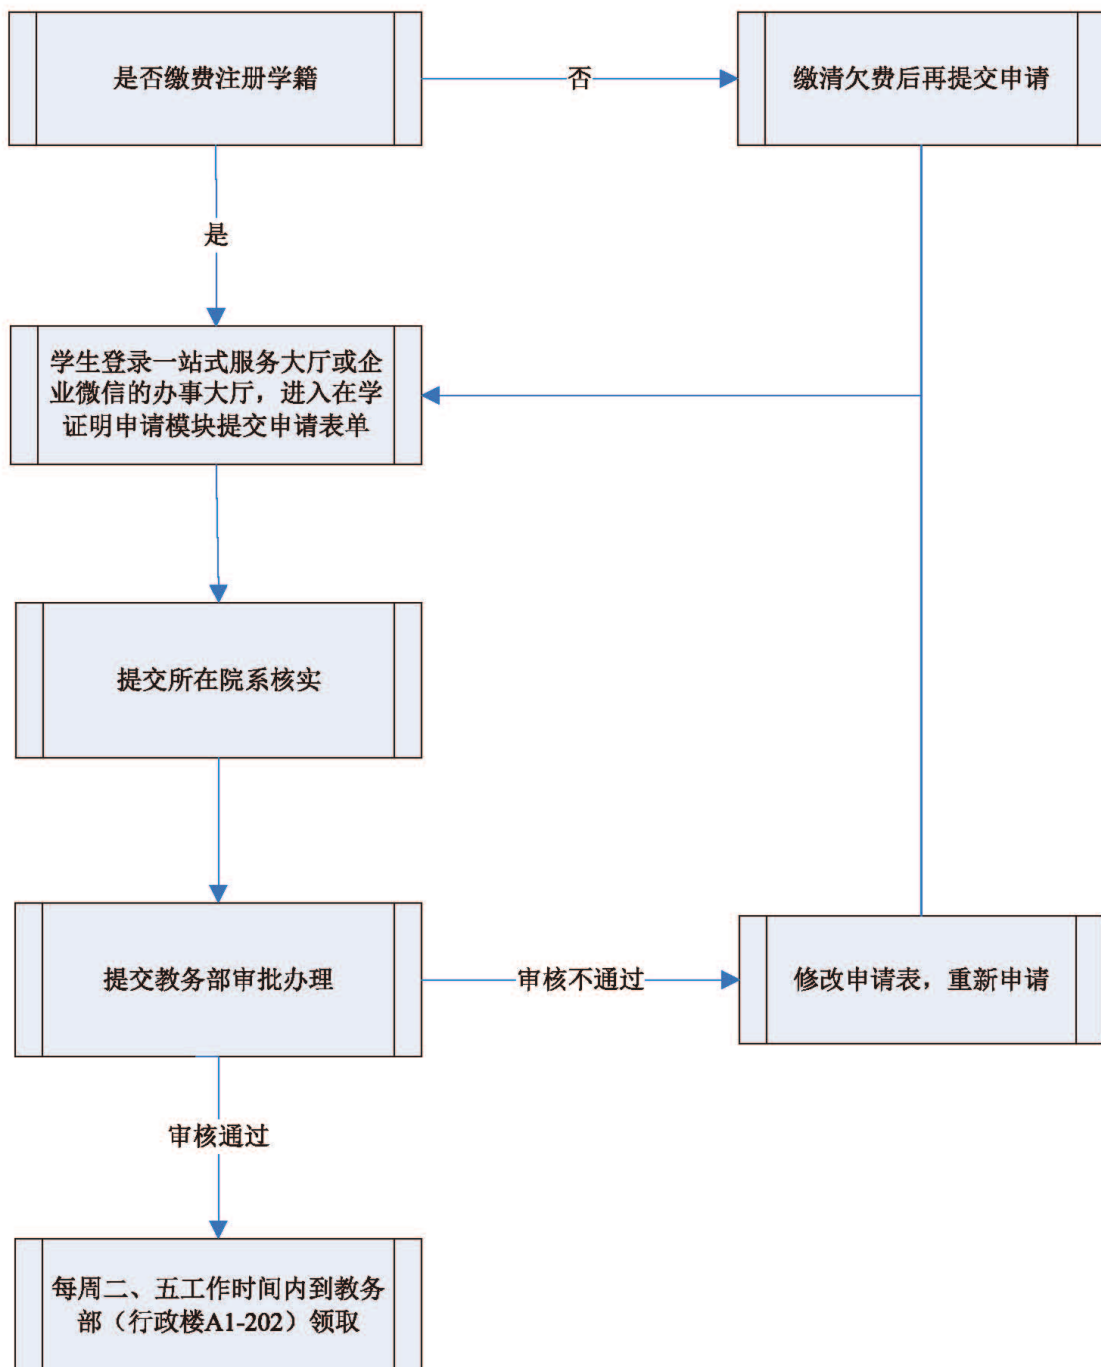 是否缴费注册学籍
否
缴清欠费后再提交申请
是
学生登录一站式服务大厅或企
业微信的办事大厅，进入在学
证明申请模块提交申请表单
提交所在院系核实
提交教务部审批办理
审核不通过
修改申请表，重新申请
审核通过
每周二、五工作时间内到教务
部（行政楼A1-202）领取